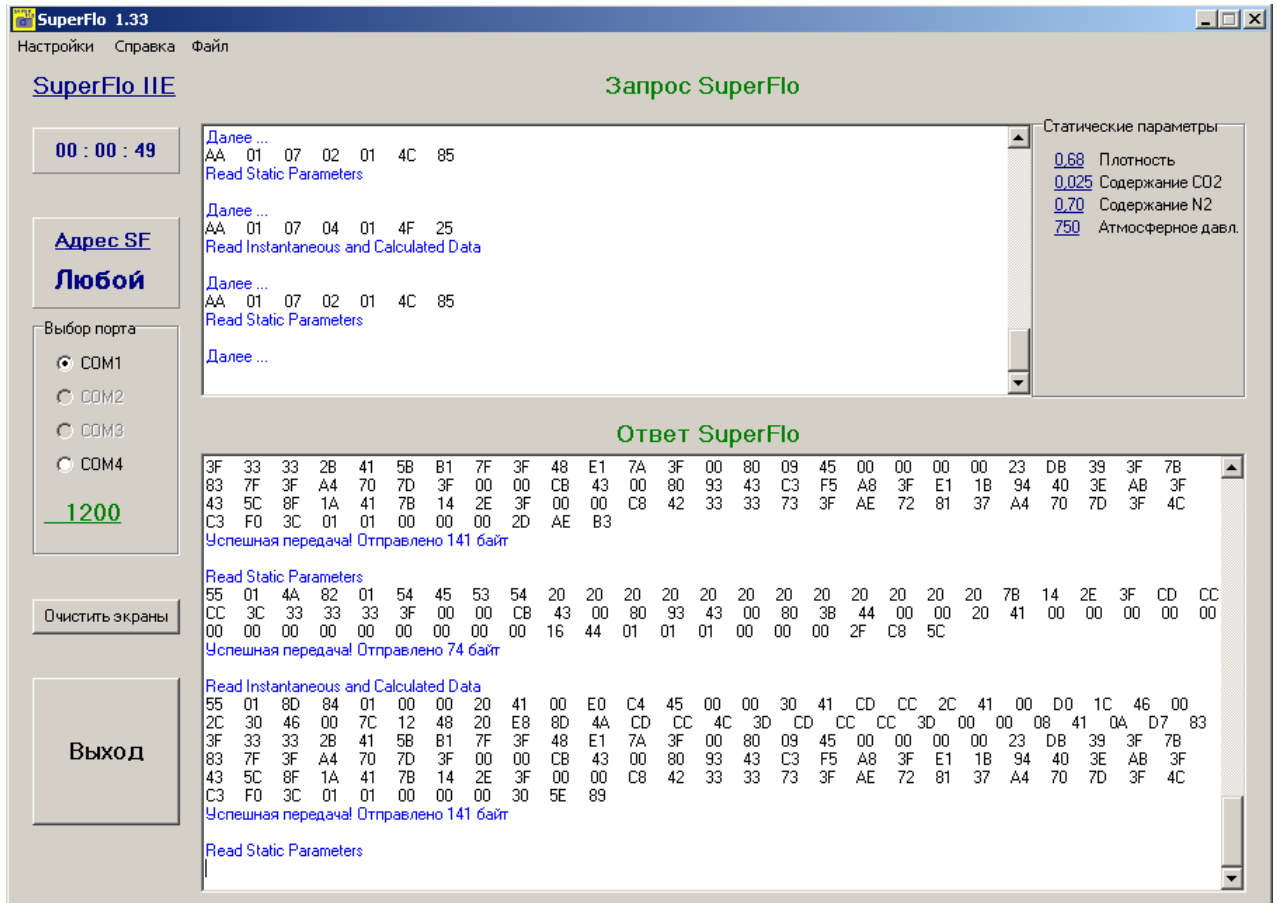 SuperFlo 1.33
Настройки Справка Файл
SuperFlo IIE
Запрос SuperFlo
00 : 00 : 49
Адрес SF
Любой
Выбор порта
COM1
COM2
COM3
COM4
1200
Очистить экраны
Выход
Далее ...
AA 01 07 02 01 4C 85
Read Static Parameters
Далее ...
AA 01 07 04 01 4F 25
Read Instantaneous and Calculated Data
Далее ...
AA 01 07 02 01 4C 85
Read Static Parameters
Далее ...
Статические параметры
0,68 Плотность
0,025 Содержание CO2
0,70 Содержание N2
750 Атмосферное давл.
Ответ SuperFlo
3F 33 33 2B 41 5B B1 7F 3F 48 E1 7A 3F 00 80 09 45 00 00 00 00 23 DB 39 3F 7B
83 7F 3F A4 70 7D 3F 00 00 CB 43 00 80 93 43 C3 F5 A8 3F E1 1B 94 40 3E AB 3F
43 5C 8F 1A 41 7B 14 2E 3F 00 00 C8 42 33 33 73 3F AE 72 81 37 A4 70 7D 3F 4C
C3 F0 3C 01 01 00 00 00 2D AE B3
Успешная передача! Отправлено 141 байт
Read Static Parameters
55 01 4A 82 01 54 45 53 54 20 20 20 20 20 20 20 20 20 20 20 20 7B 14 2E 3F CD CC
CC 3C 33 33 33 3F 00 00 CB 43 00 80 93 43 00 80 3B 44 00 00 20 41 00 00 00 00 00
00 00 00 00 00 00 00 00 00 16 44 01 01 01 00 00 00 2F C8 5C
Успешная передача! Отправлено 74 байт
Read Instantaneous and Calculated Data
55 01 8D 84 01 00 00 20 41 00 E0 C4 45 00 00 30 41 CD CC 2C 41 00 D0 1C 46 00
2C 30 46 00 7C 12 48 20 E8 8D 4A CD CC 4C 3D CD CC CC 3D 00 00 08 41 0A D7 83
3F 33 33 2B 41 5B B1 7F 3F 48 E1 7A 3F 00 80 09 45 00 00 00 00 23 DB 39 3F 7B
83 7F 3F A4 70 7D 3F 00 00 CB 43 00 80 93 43 C3 F5 A8 3F E1 1B 94 40 3E AB 3F
43 5C 8F 1A 41 7B 14 2E 3F 00 00 C8 42 33 33 73 3F AE 72 81 37 A4 70 7D 3F 4C
C3 F0 3C 01 01 00 00 00 30 5E 89
Успешная передача! Отправлено 141 байт
Read Static Parameters